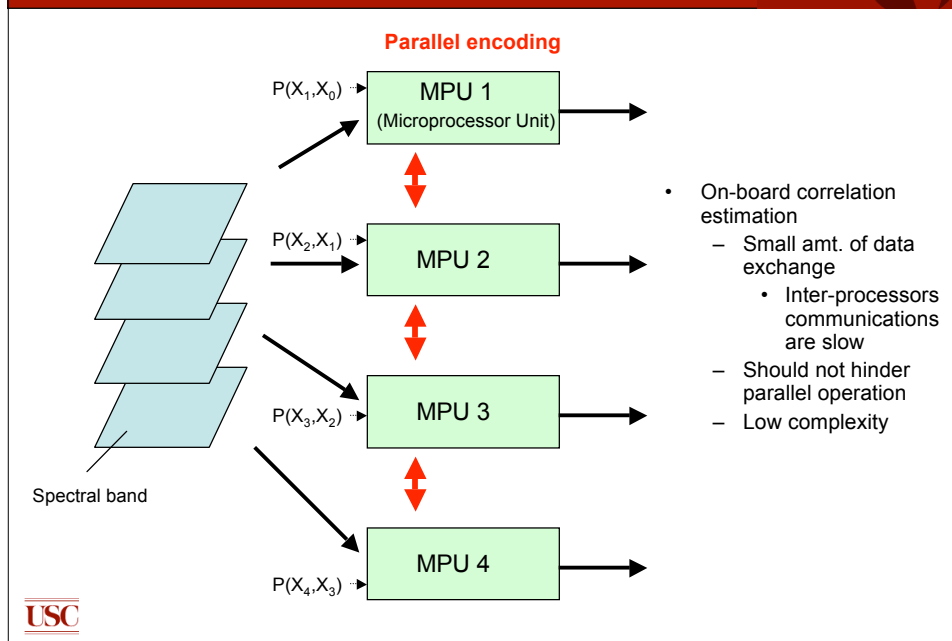 Parallel encoding
P(X₁,X₀)
MPU 1
(Microprocessor Unit)
P(X₂,X₁)
MPU 2
P(X₃,X₂)
MPU 3
P(X₄,X₃)
MPU 4
Spectral band
• On-board correlation
estimation
– Small amt. of data
exchange
• Inter-processors
communications
are slow
– Should not hinder
parallel operation
– Low complexity
USC